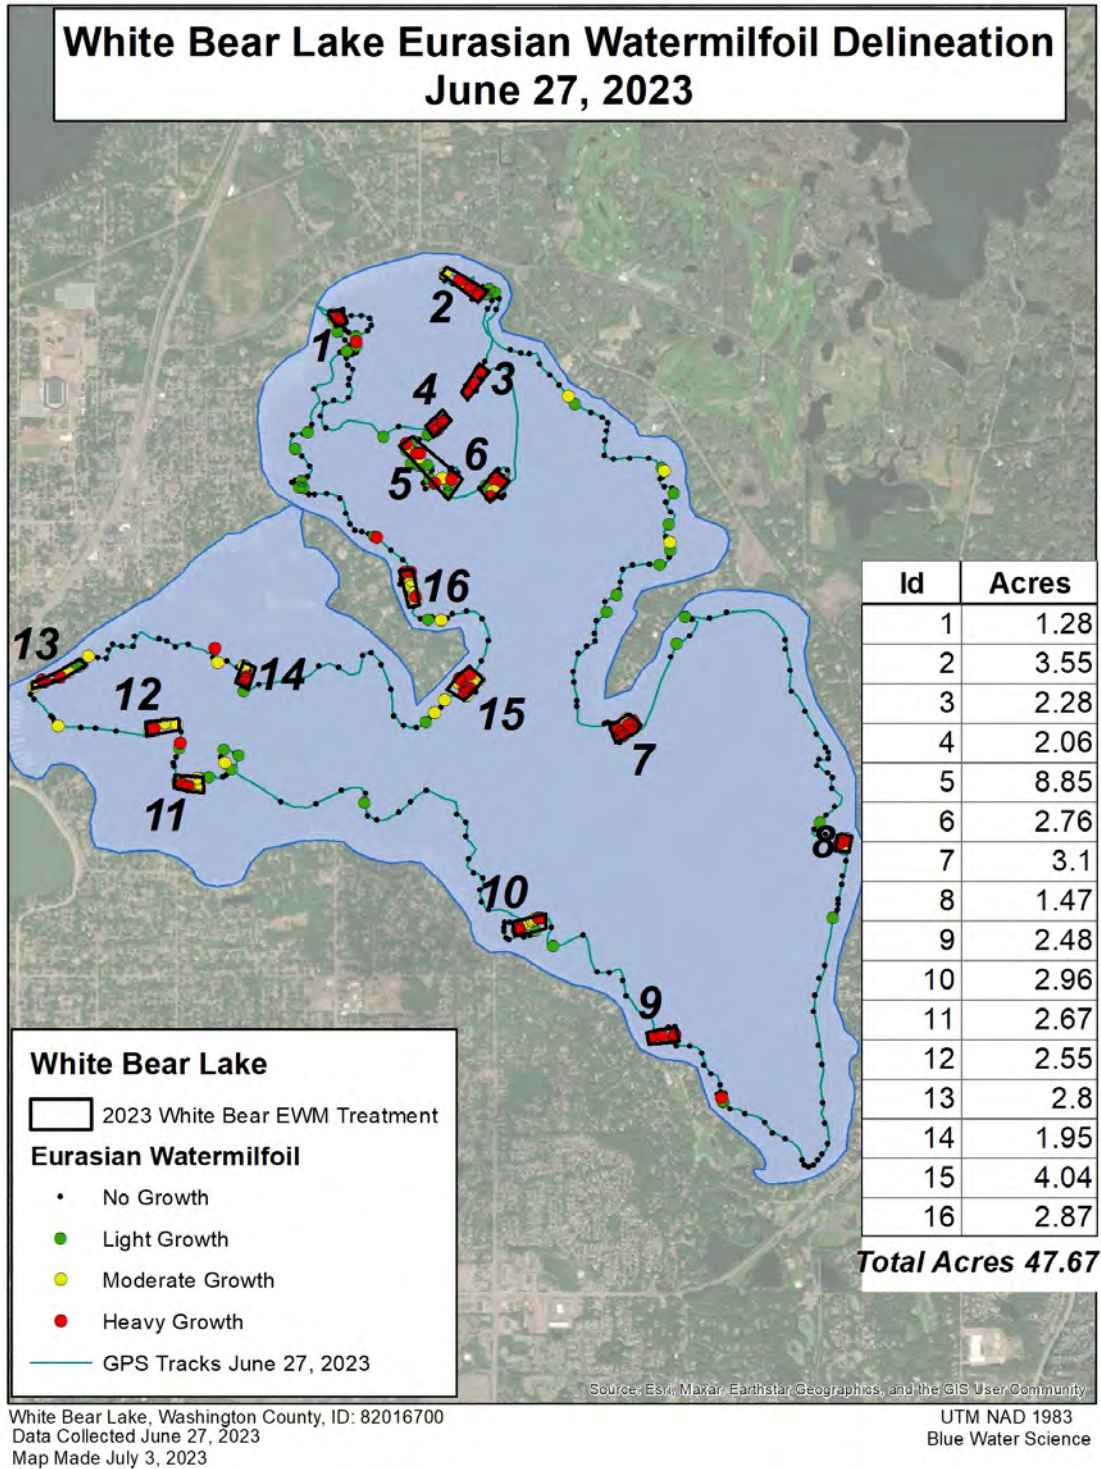 White Bear Lake Eurasian Watermilfoil Delineation
June 27, 2023
2
1
3
4
6
5
16
13
14
12
15
7
11
8
10
9
Id Acres
1 1.28
2 3.55
3 2.28
4 2.06
5 8.85
6 2.76
7 3.1
8 1.47
9 2.48
10 2.96
11 2.67
12 2.55
13 2.8
14 1.95
15 4.04
16 2.87
Total Acres 47.67
White Bear Lake
2023 White Bear EWM Treatment
Eurasian Watermilfoil
No Growth
Light Growth
Moderate Growth
Heavy Growth
GPS Tracks June 27, 2023
Source: Esri, Maxar, Earthstar Geographics, and the GIS User Community
White Bear Lake, Washington County, ID: 82016700
Data Collected June 27, 2023
Map Made July 3, 2023
UTM NAD 1983
Blue Water Science